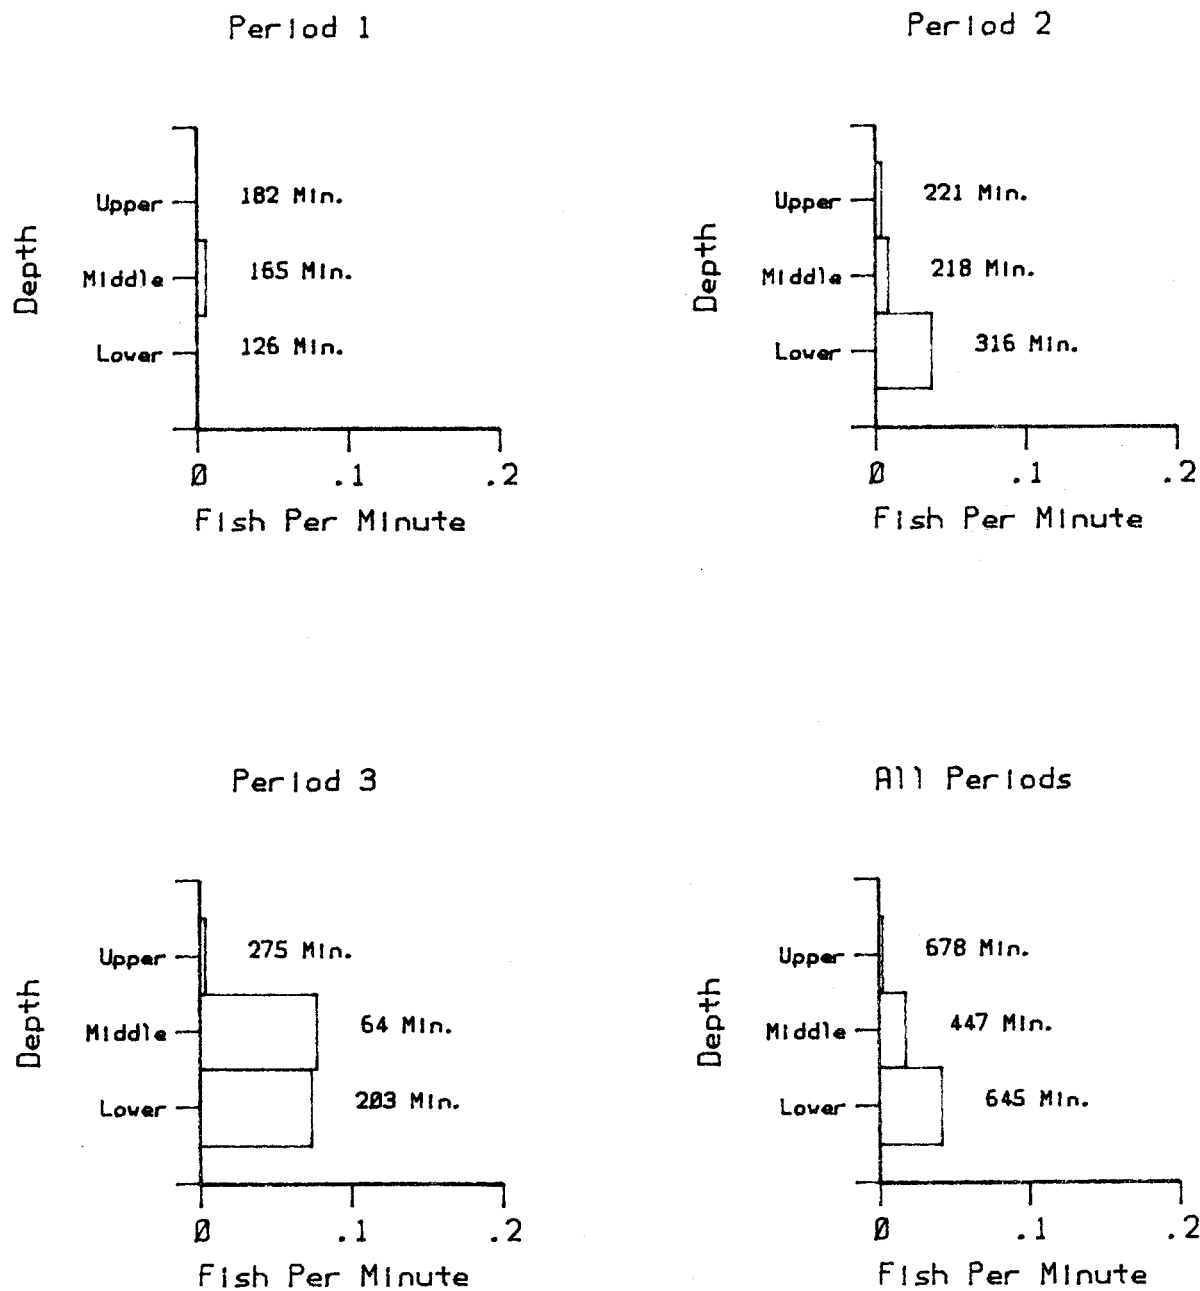 Period 1
Depth
Upper
182 Min.
Middle
165 Min.
Lower
126 Min.
0 .1 .2
Fish Per Minute
Period 2
Depth
Upper
221 Min.
Middle
218 Min.
Lower
316 Min.
0 .1 .2
Fish Per Minute
Period 3
Depth
Upper
275 Min.
Middle
64 Min.
Lower
203 Min.
0 .1 .2
Fish Per Minute
All Periods
Depth
Upper
678 Min.
Middle
447 Min.
Lower
645 Min.
0 .1 .2
Fish Per Minute